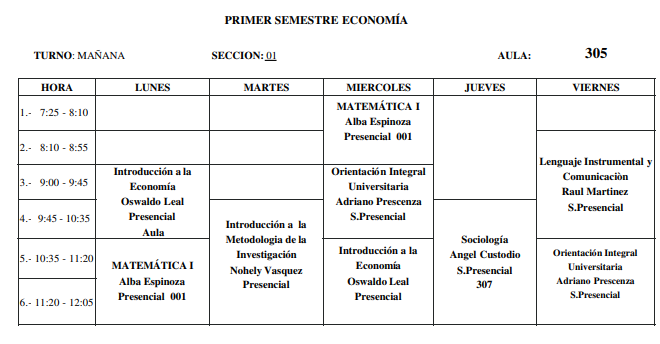 PRIMER SEMESTRE ECONOMÍA
TURNO: MAÑANA SECCION: 01 AULA: 305
HORA LUNES MARTES MIERCOLES JUEVES VIERNES
1.- 7:25 - 8:10
2.- 8:10 - 8:55
3.- 9:00 - 9:45
4.- 9:45 - 10:35
5.- 10:35 - 11:20
6.- 11:20 - 12:05
Introducción a la
Economía
Oswaldo Leal
Presencial
Aula
MATEMÁTICA I
Alba Espinoza
Presencial 001
Introducción a la
Metodologia de la
Investigación
Nohely Vasquez
Presencial
MATEMÁTICA I
Alba Espinoza
Presencial 001
Orientación Integral
Universitaria
Adriano Prescenza
S.Presencial
Introducción a la
Economía
Oswaldo Leal
Presencial
Sociología
Angel Custodio
S.Presencial
307
Lenguaje Instrumental y
Comunicaciòn
Raul Martinez
S.Presencial
Orientación Integral
Universitaria
Adriano Prescenza
S.Presencial